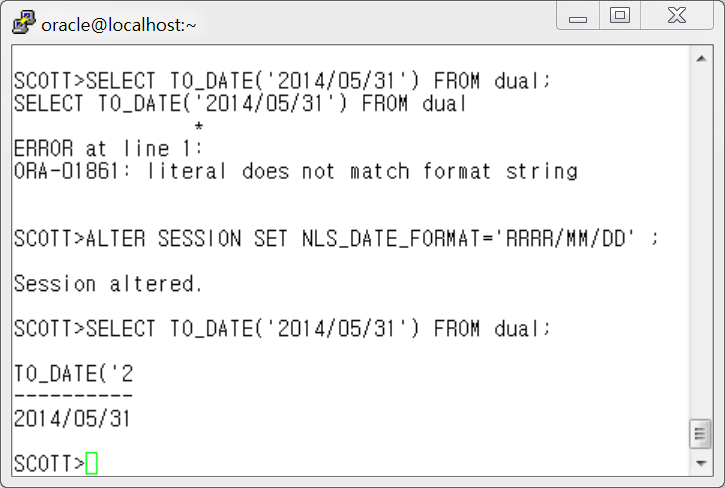 oracle@localhost:~
SCOTT>SELECT TO_DATE('2014/05/31') FROM dual;
SELECT TO_DATE('2014/05/31') FROM dual
*
ERROR at line 1:
ORA-01861: literal does not match format string
SCOTT>ALTER SESSION SET NLS_DATE_FORMAT='RRRR/MM/DD' ;
Session altered.
SCOTT>SELECT TO_DATE('2014/05/31') FROM dual;
TO_DATE('2
----------
2014/05/31
SCOTT>